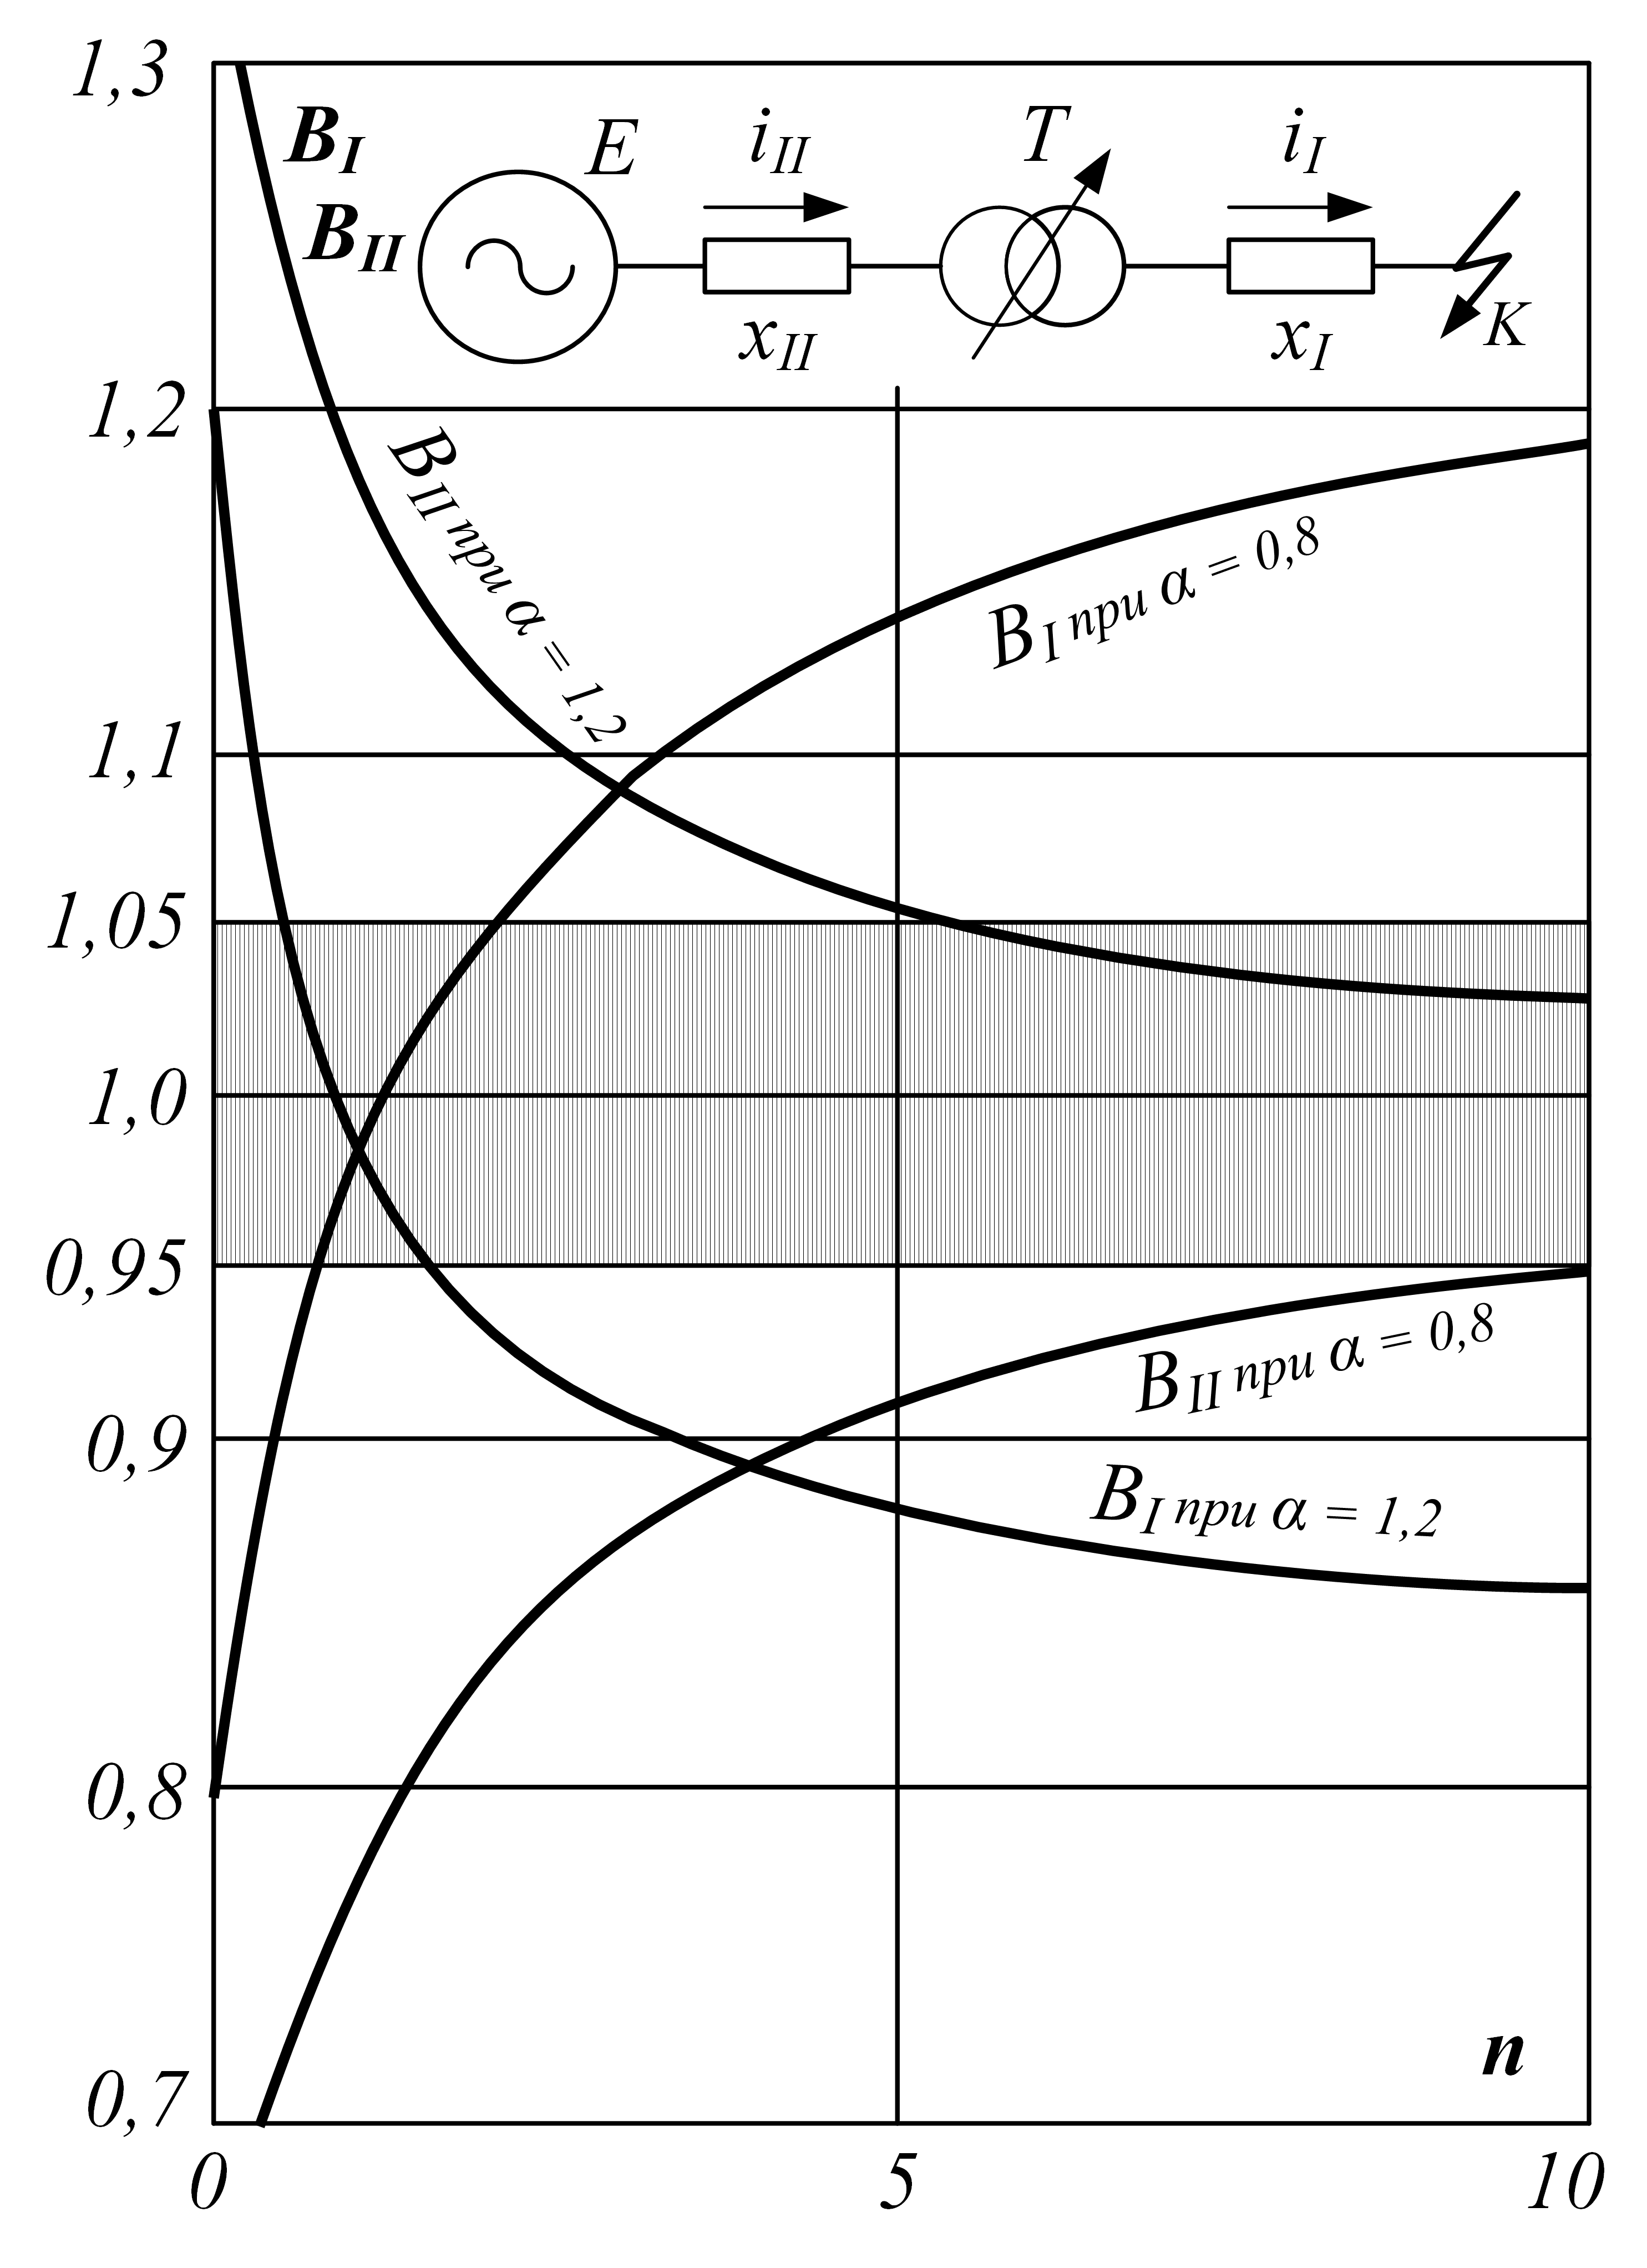 1,3
B_I
B_II
E
i_II
T
i_I
x_II
x_I
K
1,2
B_II при α = 1,2
B_I при α = 0,8
1,1
1,05
1,0
0,95
B_II при α = 0,8
0,9
B_I при α = 1,2
0,8
n
0,7
0
5
10